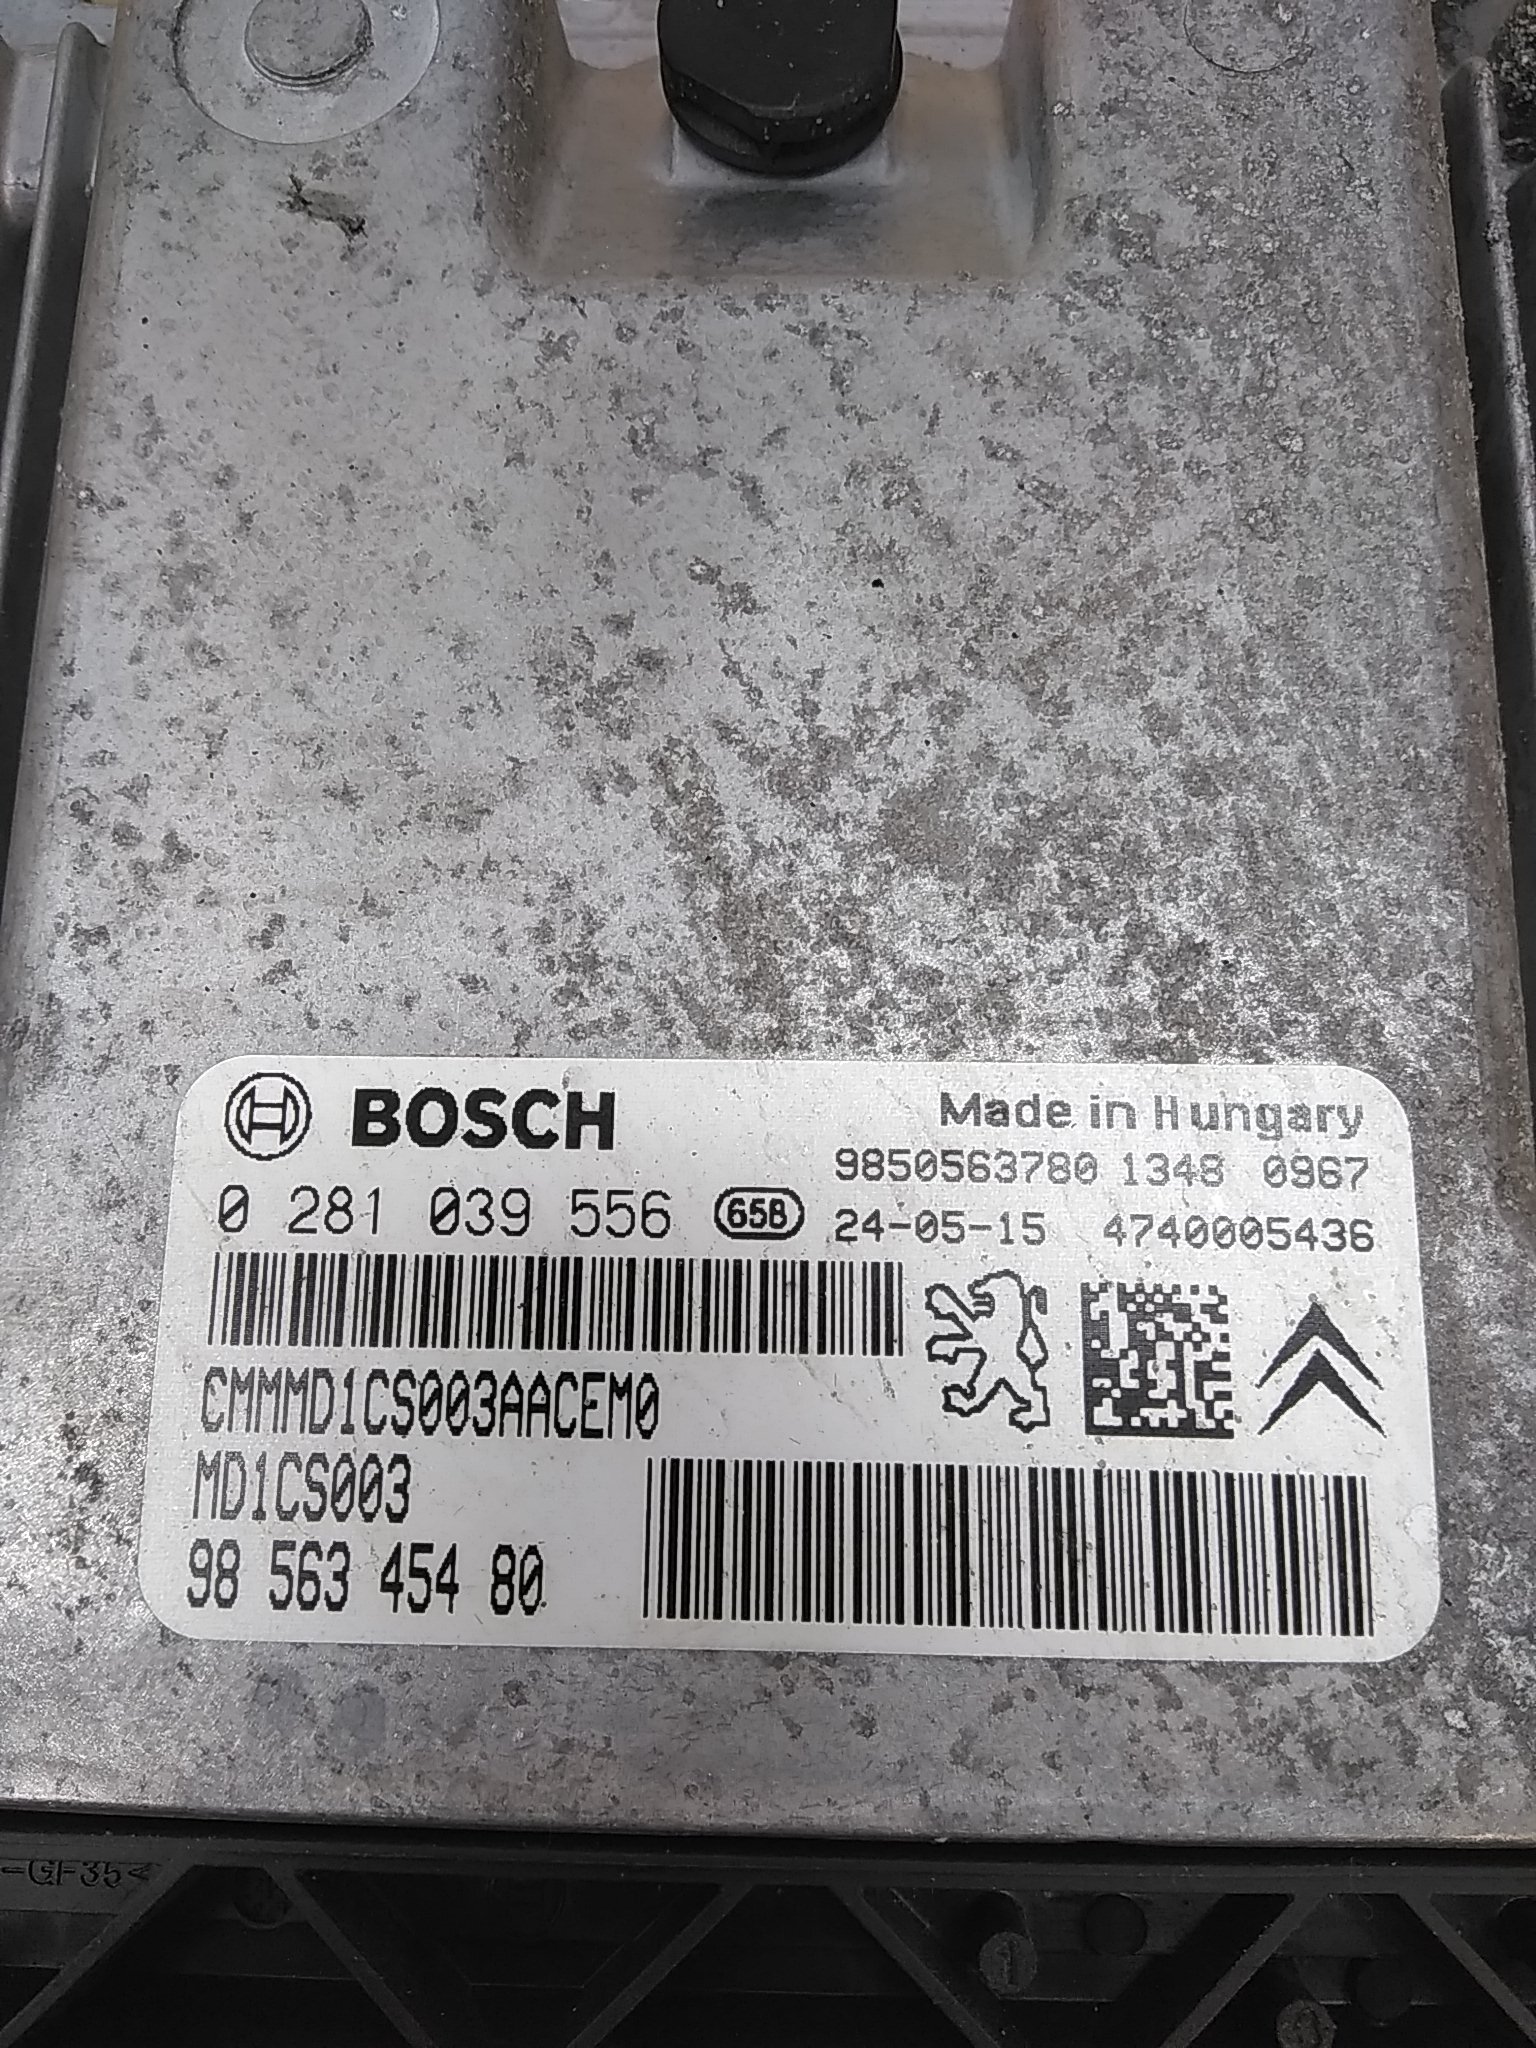 BOSCH
Made in Hungary
9850563780 1348 0967
0 281 039 556 65B 24-05-15 4740005436
CMMMD1CS003AACEM0
MD1CS003
98 563 454 80
-GF35<